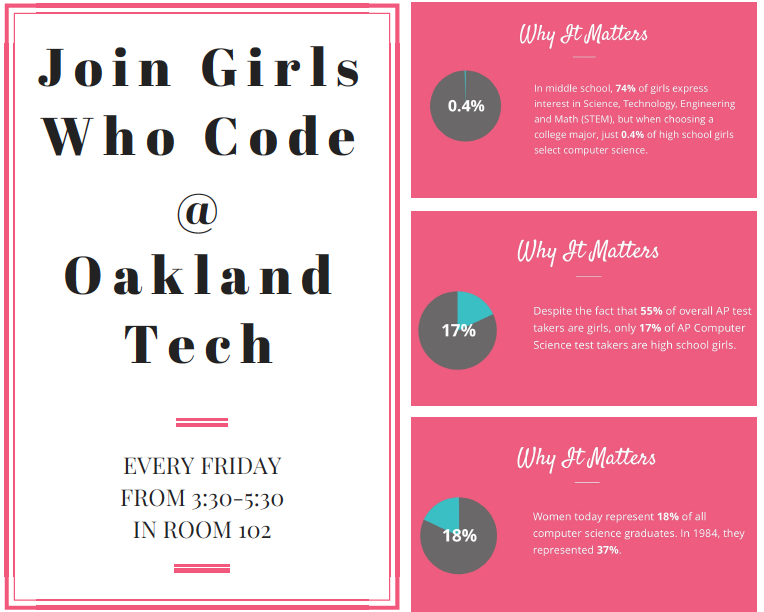 Join Girls
Who Code
@
Oakland
Tech
EVERY FRIDAY
FROM 3:30-5:30
IN ROOM 102
Why It Matters
0.4%
In middle school, 74% of girls express
interest in Science, Technology, Engineering
and Math (STEM), but when choosing a
college major, just 0.4% of high school girls
select computer science.
Why It Matters
17%
Despite the fact that 55% of overall AP test
takers are girls, only 17% of AP Computer
Science test takers are high school girls.
Why It Matters
18%
Women today represent 18% of all
computer science graduates. In 1984, they
represented 37%.